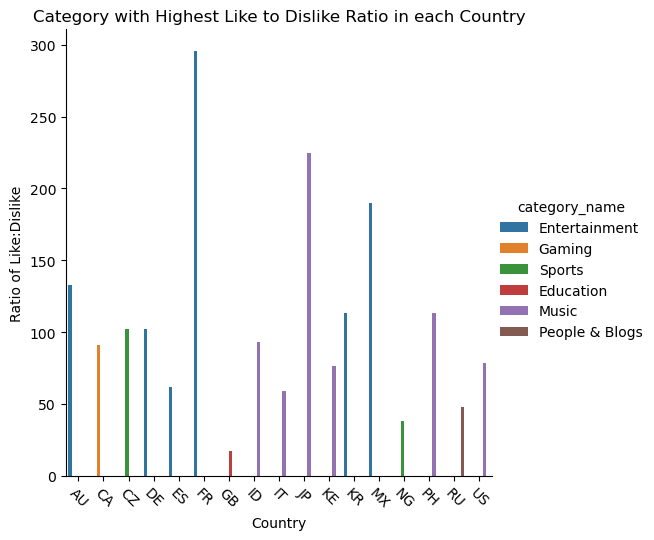 Category with Highest Like to Dislike Ratio in each Country
300
250
200
150
100
50
0
Ratio of Like:Dislike
AU
CA
CZ
DE
ES
FR
GB
ID
IT
JP
KE
KR
MX
NG
PH
RU
US
Country
category_name
Entertainment
Gaming
Sports
Education
Music
People & Blogs